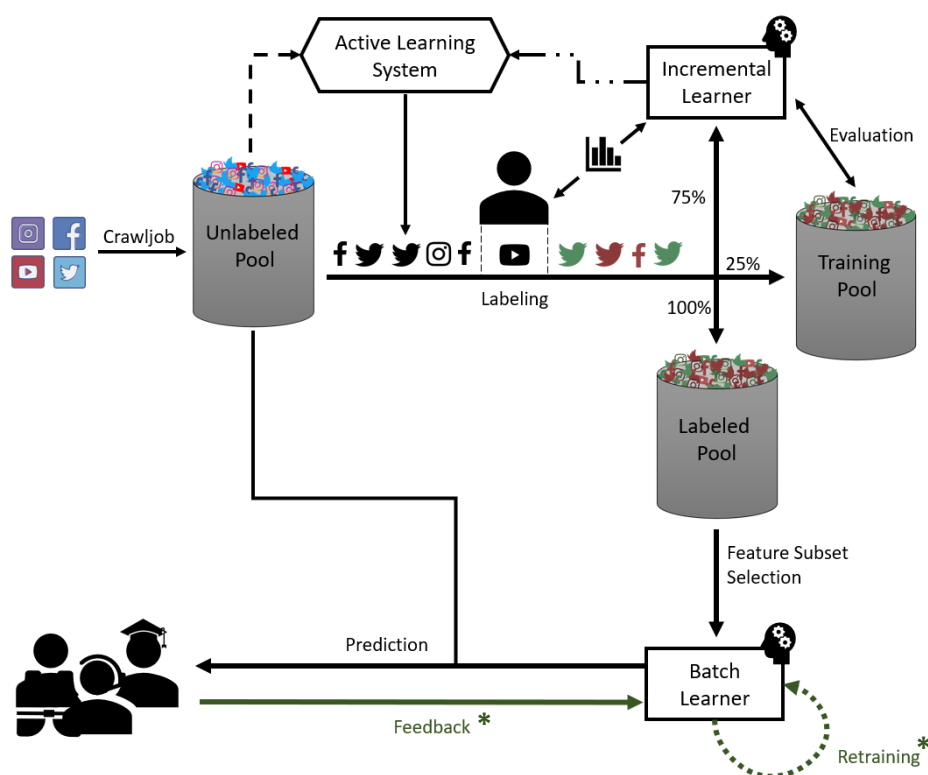 Active Learning
System
Incremental
Learner
Evaluation
75%
Crawljob
Unlabeled
Pool
Labeling
25%
Training
Pool
100%
Labeled
Pool
Feature Subset
Selection
Prediction
Batch
Learner
Feedback *
Retraining *